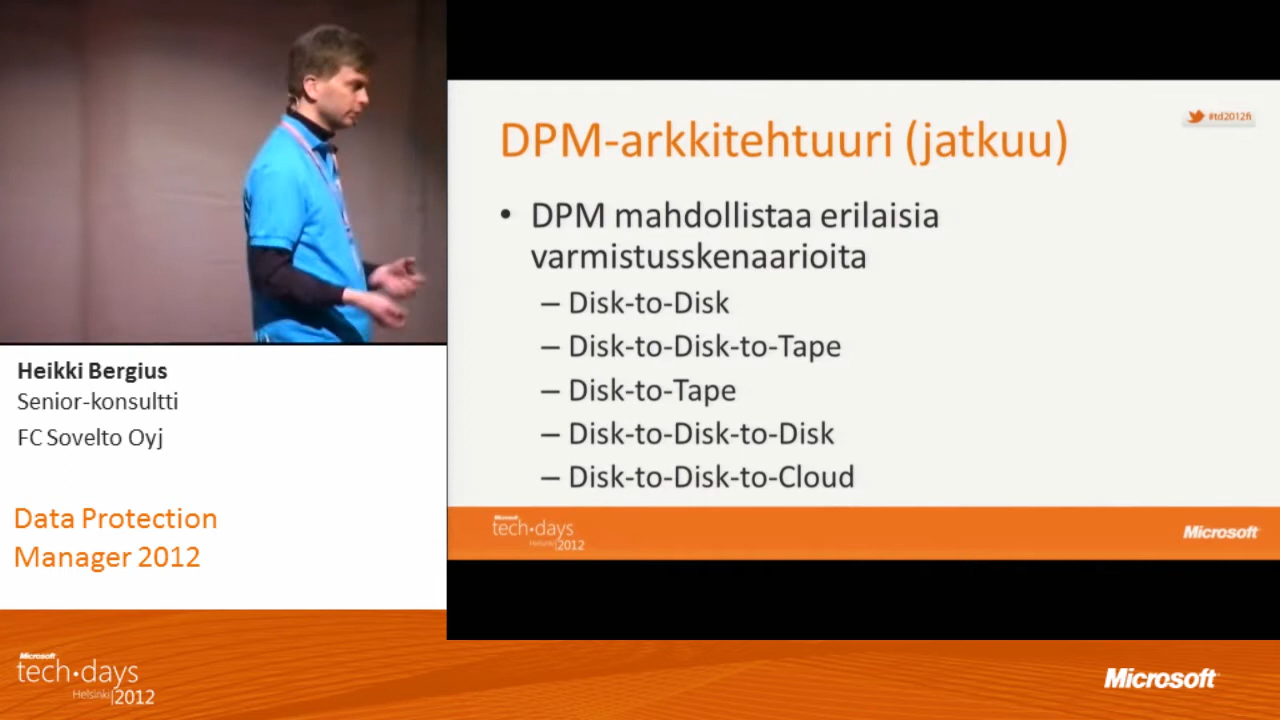 DPM-arkkitehtuuri (jatkuu)
#td2012fi
• DPM mahdollistaa erilaisia
varmistusskenaarioita
– Disk-to-Disk
– Disk-to-Disk-to-Tape
– Disk-to-Tape
– Disk-to-Disk-to-Disk
– Disk-to-Disk-to-Cloud
Microsoft
tech•days
Helsinki|2012
Microsoft
Heikki Bergius
Senior-konsultti
FC Sovelto Oyj
Data Protection
Manager 2012
Microsoft
tech•days
Helsinki|2012
Microsoft